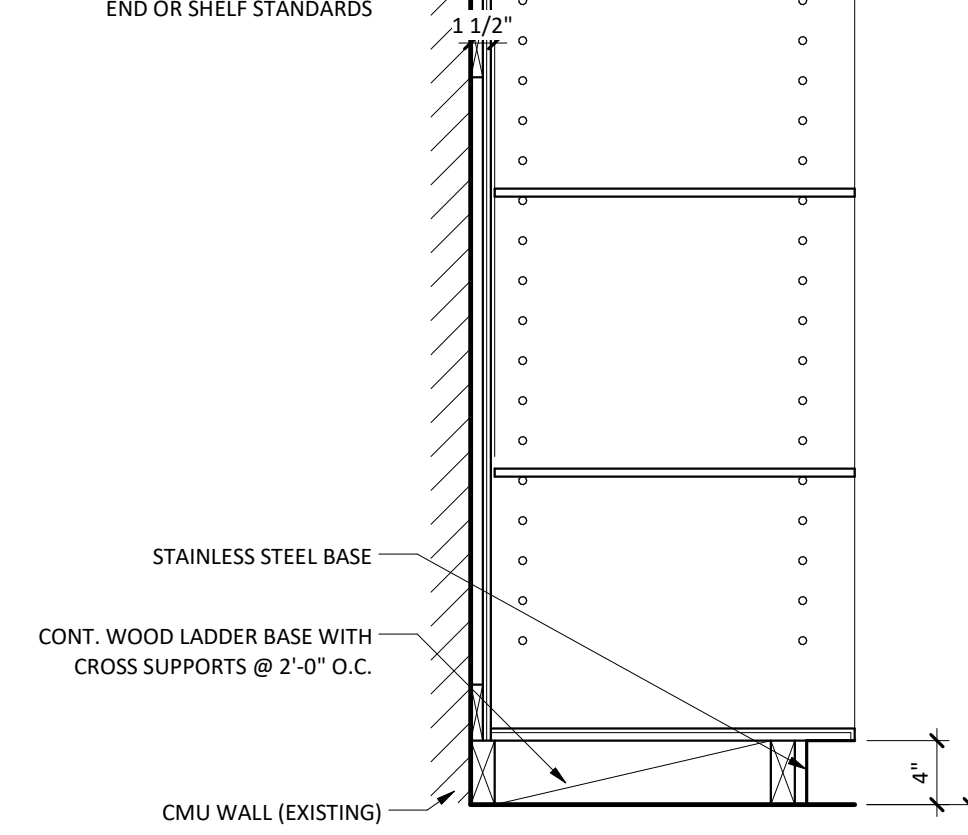 END OR SHELF STANDARDS
1 1/2"
STAINLESS STEEL BASE
CONT. WOOD LADDER BASE WITH
CROSS SUPPORTS @ 2'-0" O.C.
4"
CMU WALL (EXISTING)